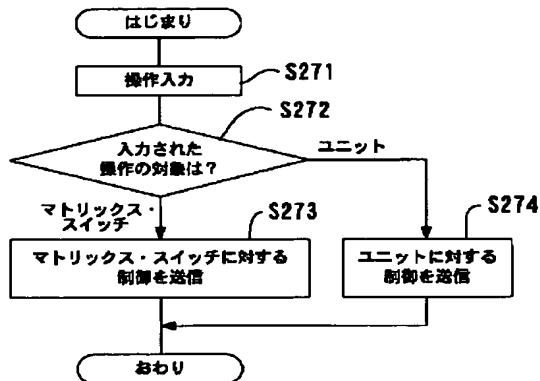 はじまり
操作入力
S271
S272
入力された
操作の対象は？
ユニット
マトリックス・
スイッチ
S273
マトリックス・スイッチに対する
制御を送信
S274
ユニットに対する
制御を送信
おわり